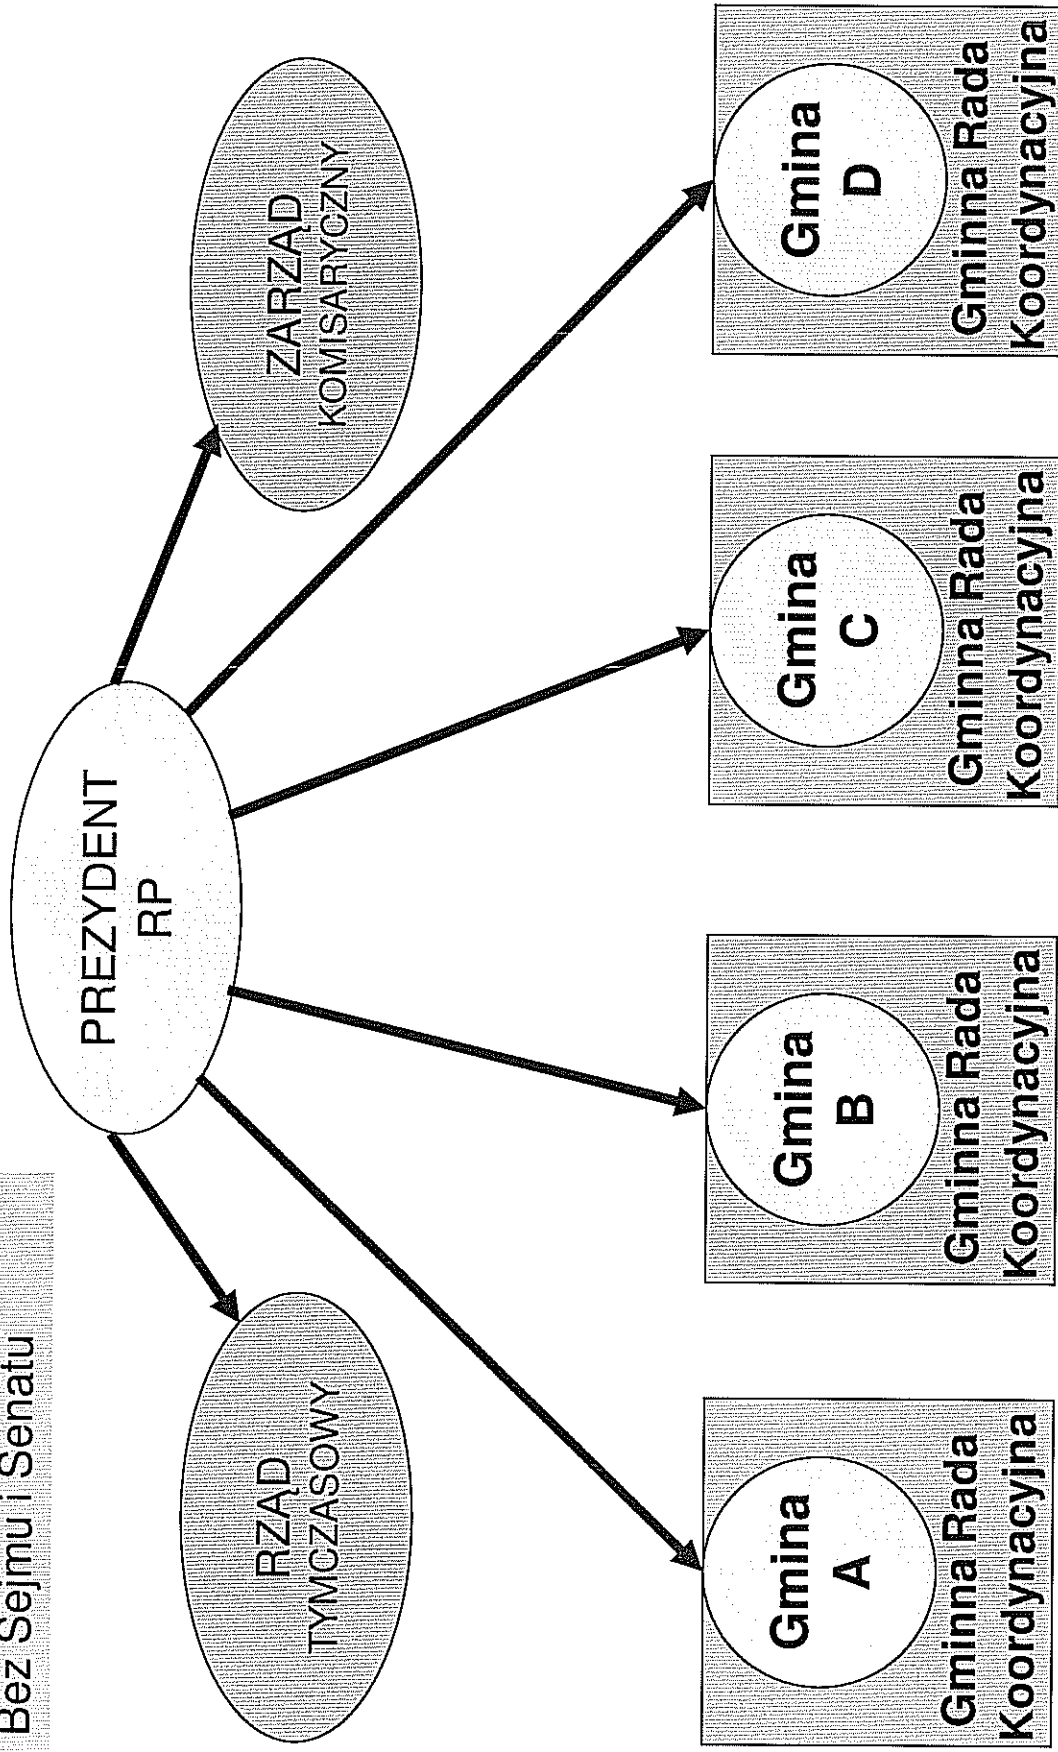 Bez Sejmu i Senatu
PREZYDENT
RP
RZĄD
TYMCZASOWY
ZARZĄD
KOMISARYCZNY
Gmina
A
Gminna Rada
Koordynacyjna
Gmina
B
Gminna Rada
Koordynacyjna
Gmina
C
Gminna Rada
Koordynacyjna
Gmina
D
Gminna Rada
Koordynacyjna